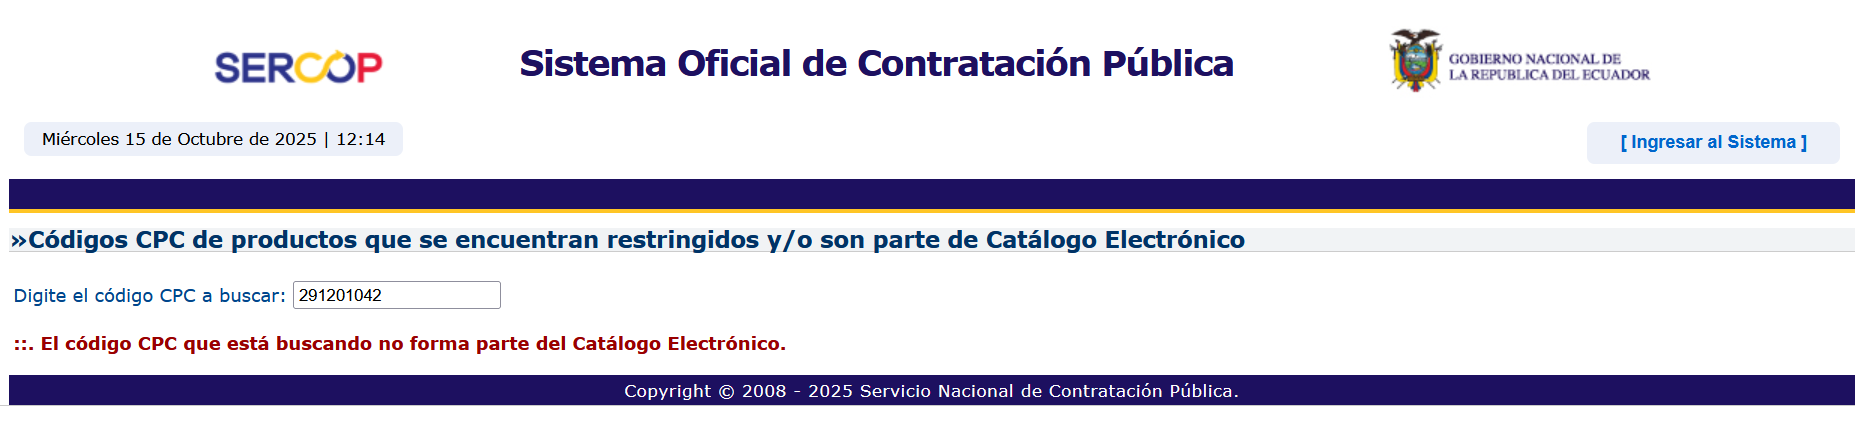 SERCOP
Sistema Oficial de Contratación Pública
GOBIERNO NACIONAL DE
LA REPUBLICA DEL ECUADOR
Miércoles 15 de Octubre de 2025 | 12:14
[ Ingresar al Sistema ]
»Códigos CPC de productos que se encuentran restringidos y/o son parte de Catálogo Electrónico
Digite el código CPC a buscar: 291201042
::. El código CPC que está buscando no forma parte del Catálogo Electrónico.
Copyright © 2008 - 2025 Servicio Nacional de Contratación Pública.